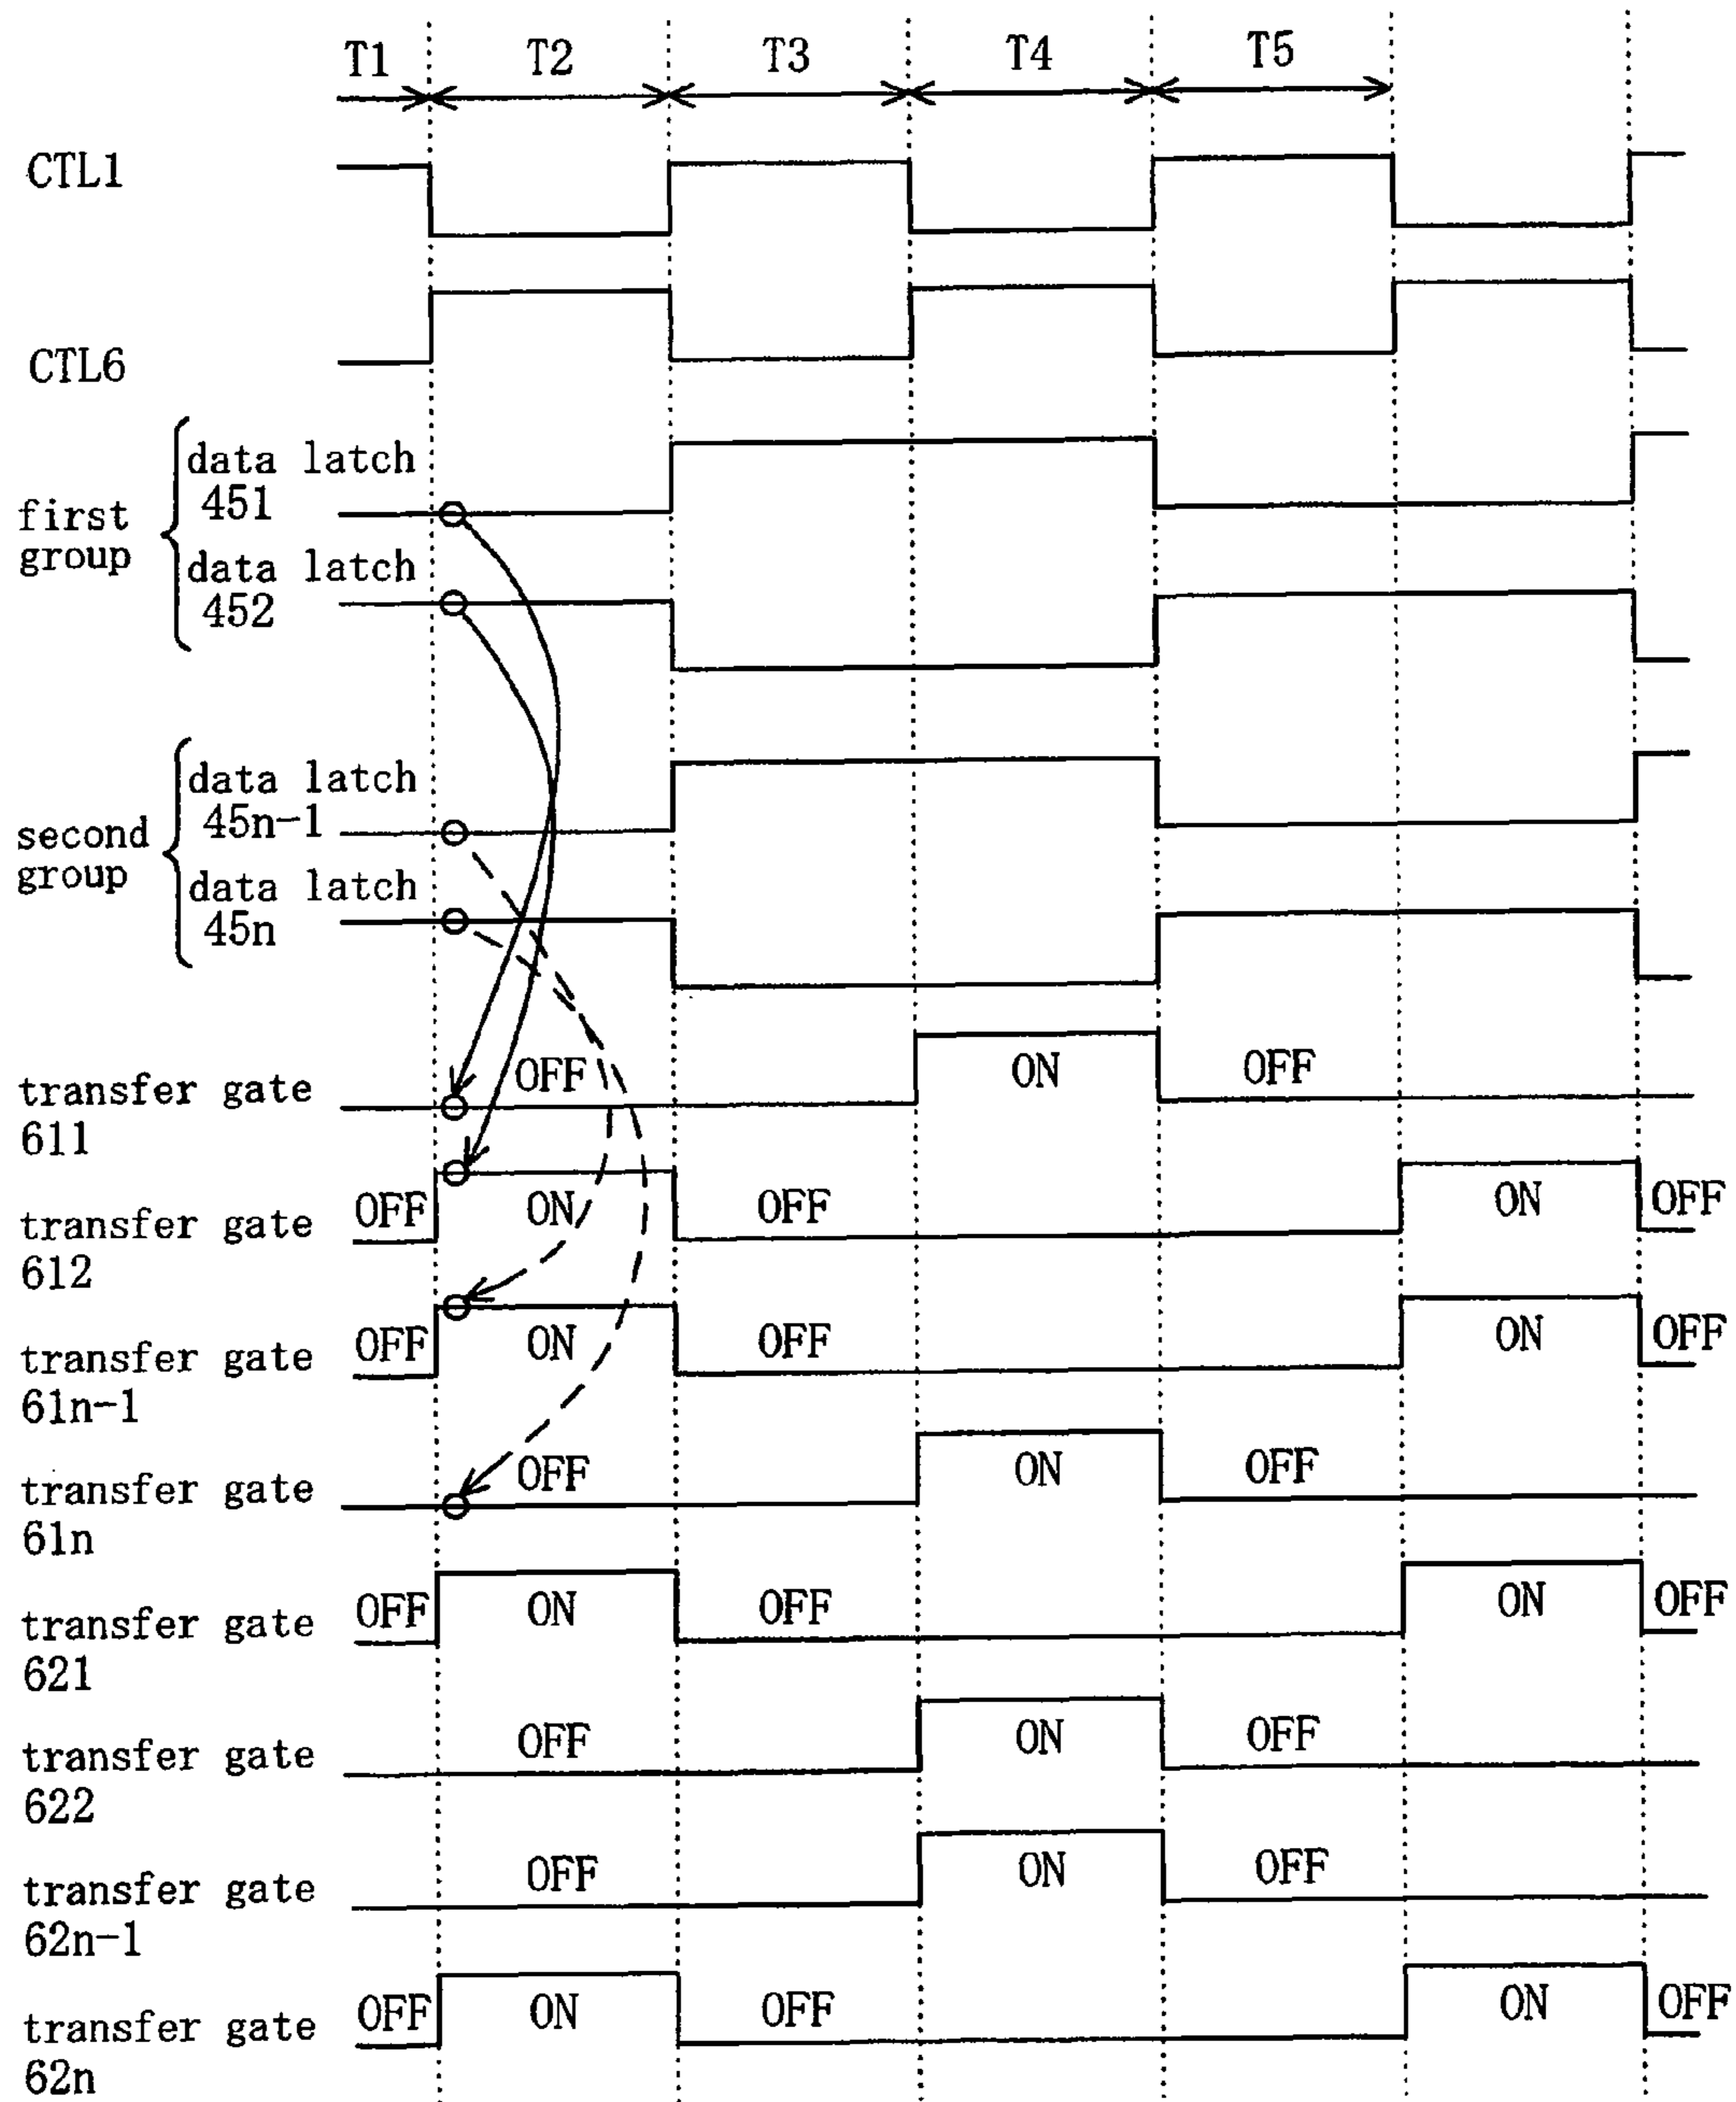 T1 T2 T3 T4 T5
CTL1
CTL6
first
group
data latch
451
data latch
452
second
group
data latch
45n-1
data latch
45n
transfer gate
611
OFF ON OFF
transfer gate
612
OFF ON OFF ON OFF
transfer gate
61n-1
OFF ON OFF ON OFF
transfer gate
61n
OFF ON OFF
transfer gate
621
OFF ON OFF ON OFF
transfer gate
622
OFF ON OFF
transfer gate
62n-1
OFF ON OFF
transfer gate
62n
OFF ON OFF ON OFF